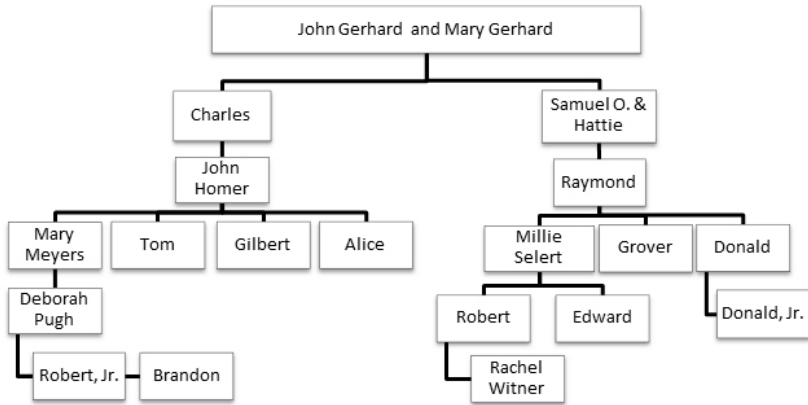 John Gerhard and Mary Gerhard
Charles
Samuel O. &
Hattie
John
Homer
Raymond
Mary
Meyers
Tom
Gilbert
Alice
Millie
Selert
Grover
Donald
Deborah
Pugh
Robert
Edward
Donald, Jr.
Robert, Jr.
Brandon
Rachel
Witner